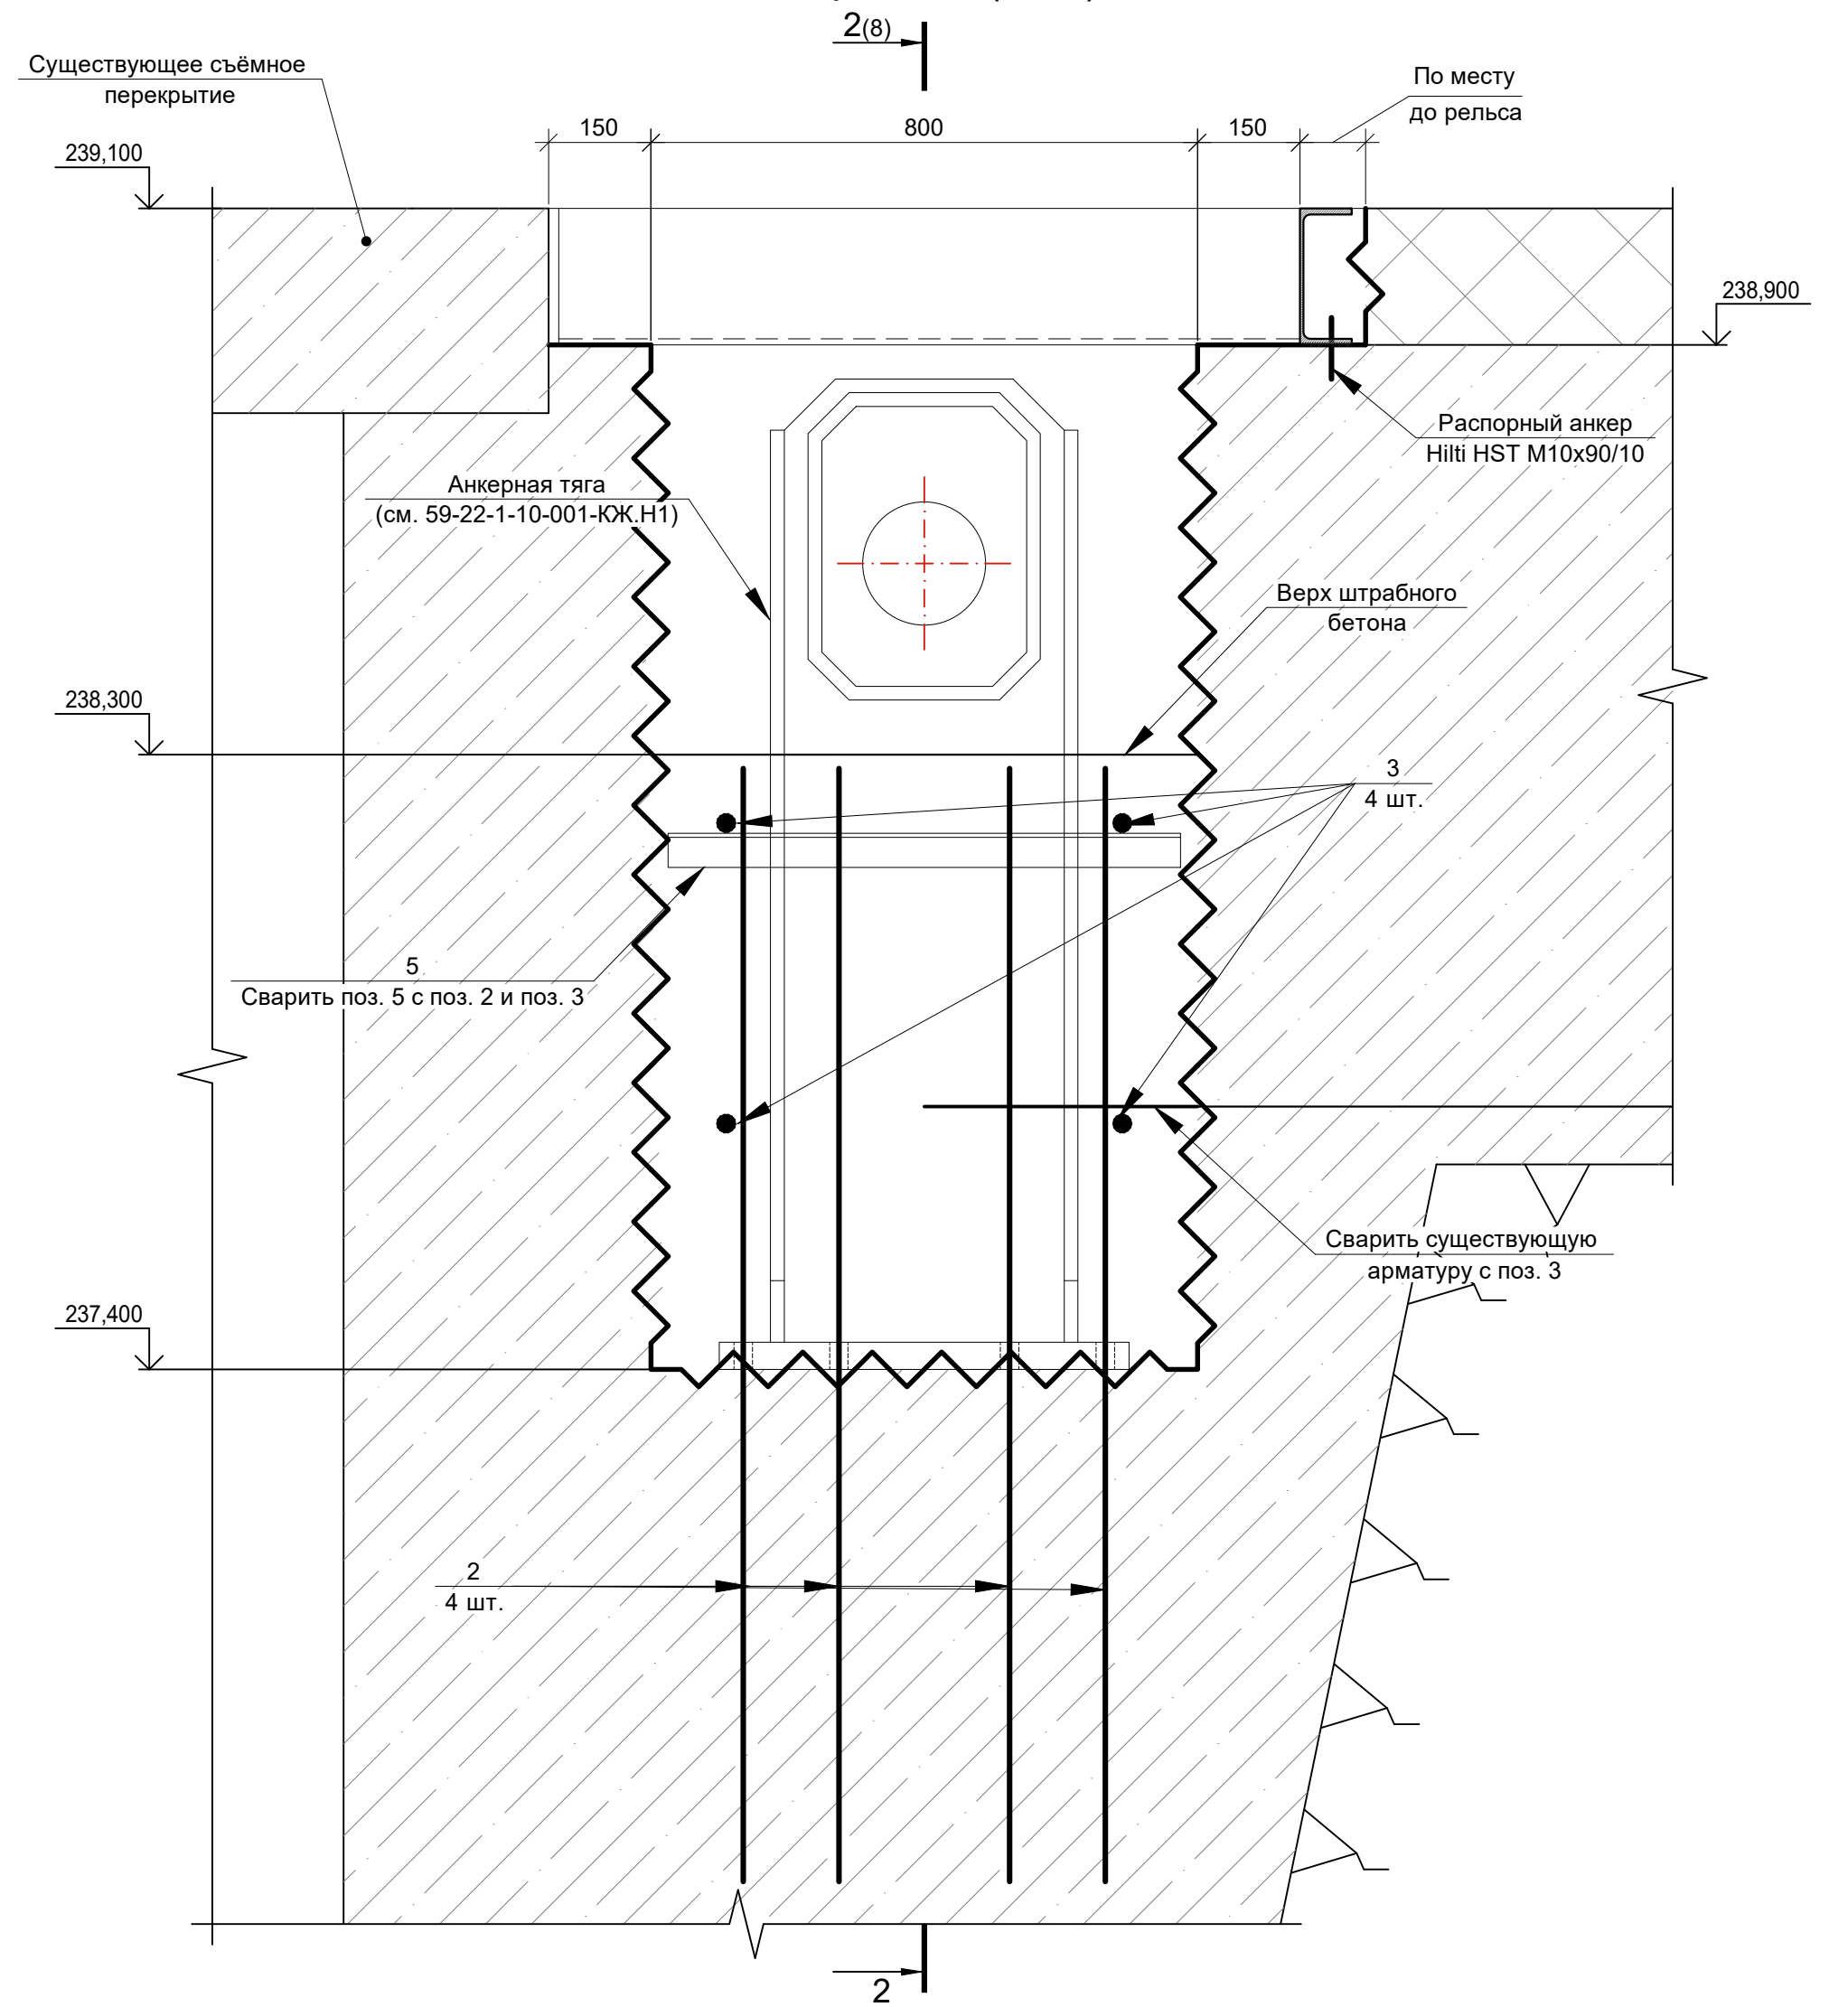 2(8)
Существующее съёмное
перекрытие
По месту
до рельса
150
800
150
239,100
238,900
Распорный анкер
Hilti HST М10х90/10
Анкерная тяга
(см. 59-22-1-10-001-КЖ.Н1)
Верх штрабного
бетона
238,300
3
4 шт.
5
Сварить поз. 5 с поз. 2 и поз. 3
Сварить существующую
арматуру с поз. 3
237,400
2
4 шт.
2